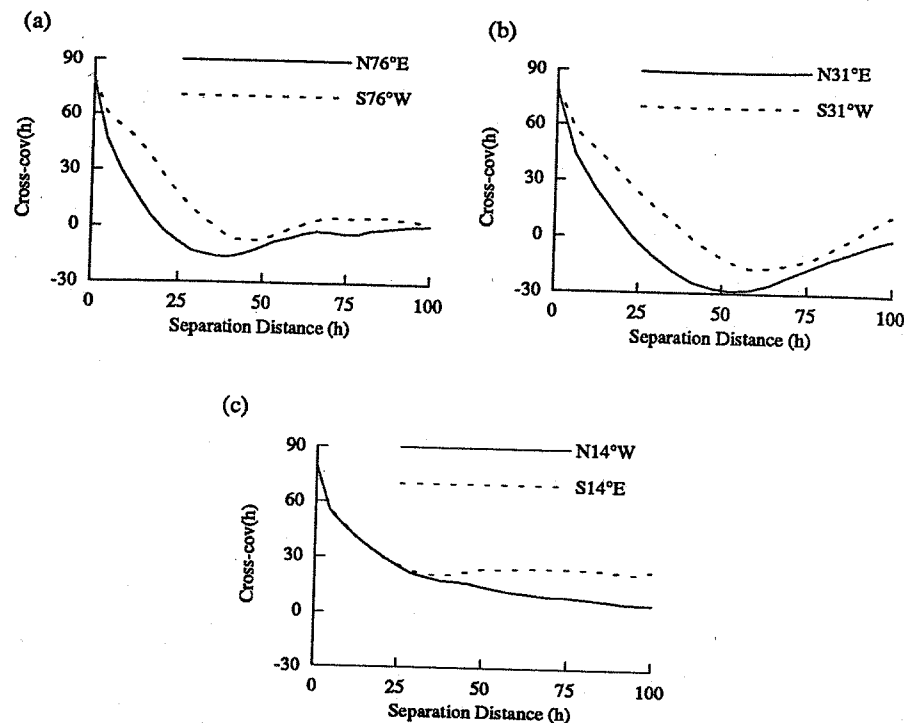 (a)
90
60
30
0
-30
Cross-cov(h)
N76°E
S76°W
0 25 50 75 100
Separation Distance (h)
(b)
90
60
30
0
-30
Cross-cov(h)
N31°E
S31°W
0 25 50 75 100
Separation Distance (h)
(c)
90
60
30
0
-30
Cross-cov(h)
N14°W
S14°E
0 25 50 75 100
Separation Distance (h)